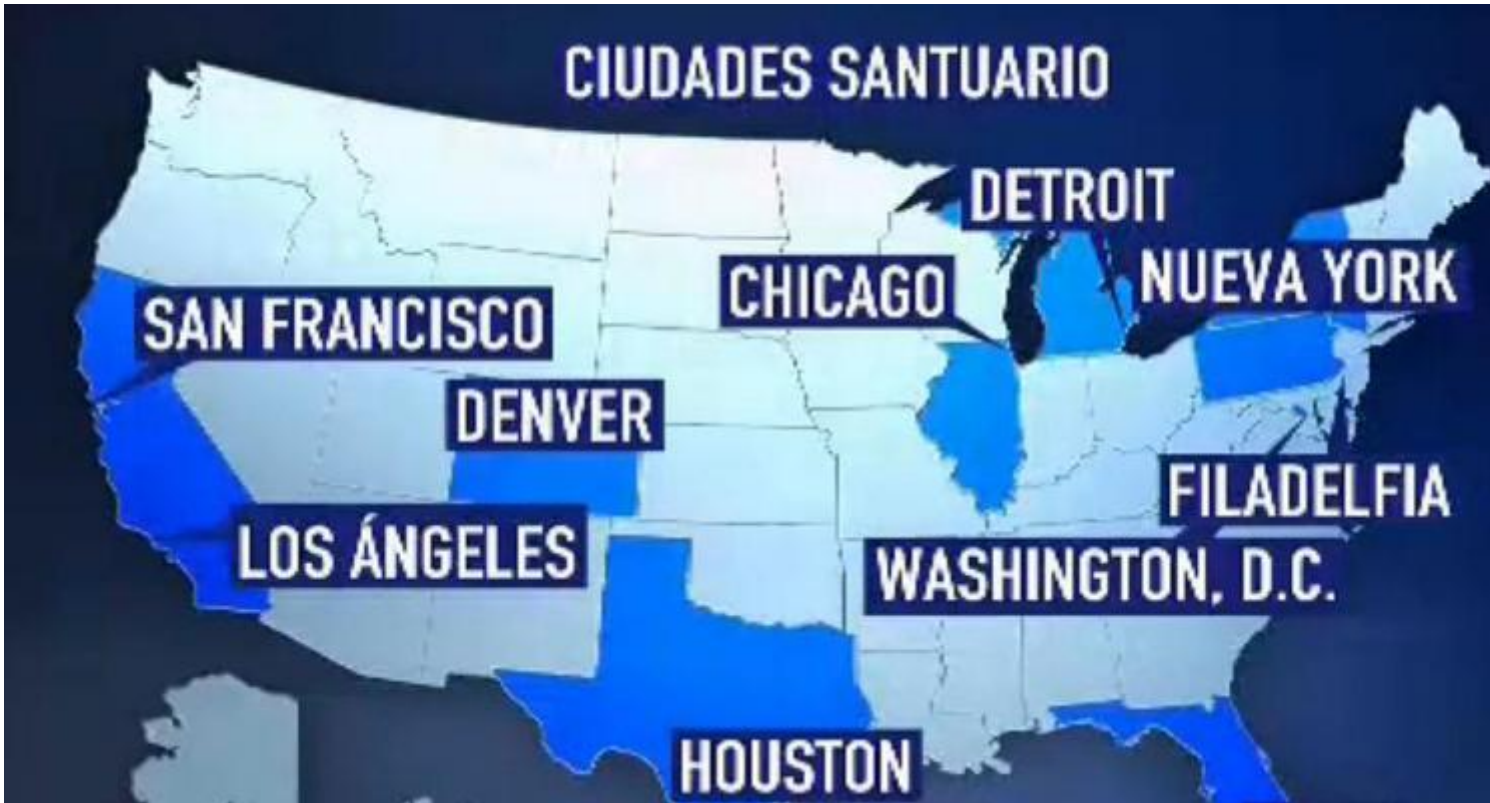 CIUDADES SANTUARIO
DETROIT
NUEVA YORK
CHICAGO
SAN FRANCISCO
DENVER
FILADELFIA
LOS ÁNGELES
WASHINGTON, D.C.
HOUSTON